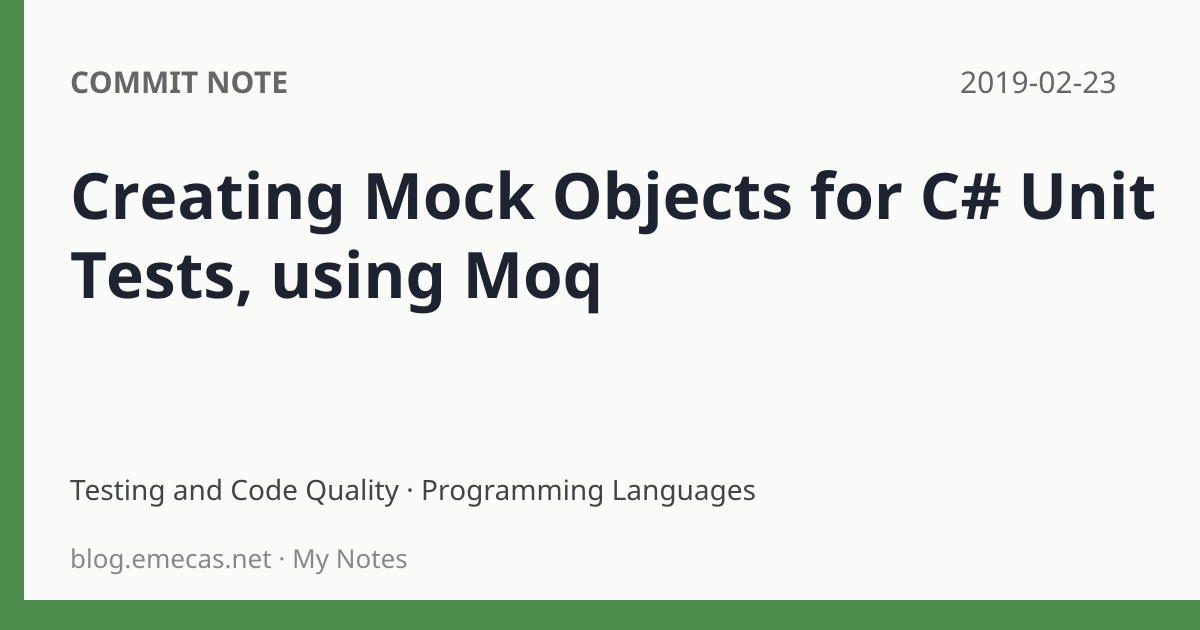 COMMIT NOTE
2019-02-23
Creating Mock Objects for C# Unit
Tests, using Moq
Testing and Code Quality · Programming Languages
blog.emecas.net · My Notes